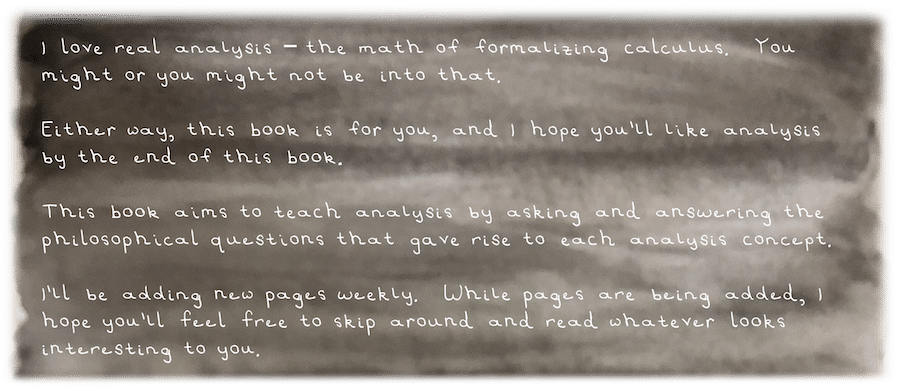 I love real analysis – the math of formalizing calculus. You
might or you might not be into that.
Either way, this book is for you, and I hope you'll like analysis
by the end of this book.
This book aims to teach analysis by asking and answering the
philosophical questions that gave rise to each analysis concept.
I'll be adding new pages weekly. While pages are being added, I
hope you'll feel free to skip around and read whatever looks
interesting to you.